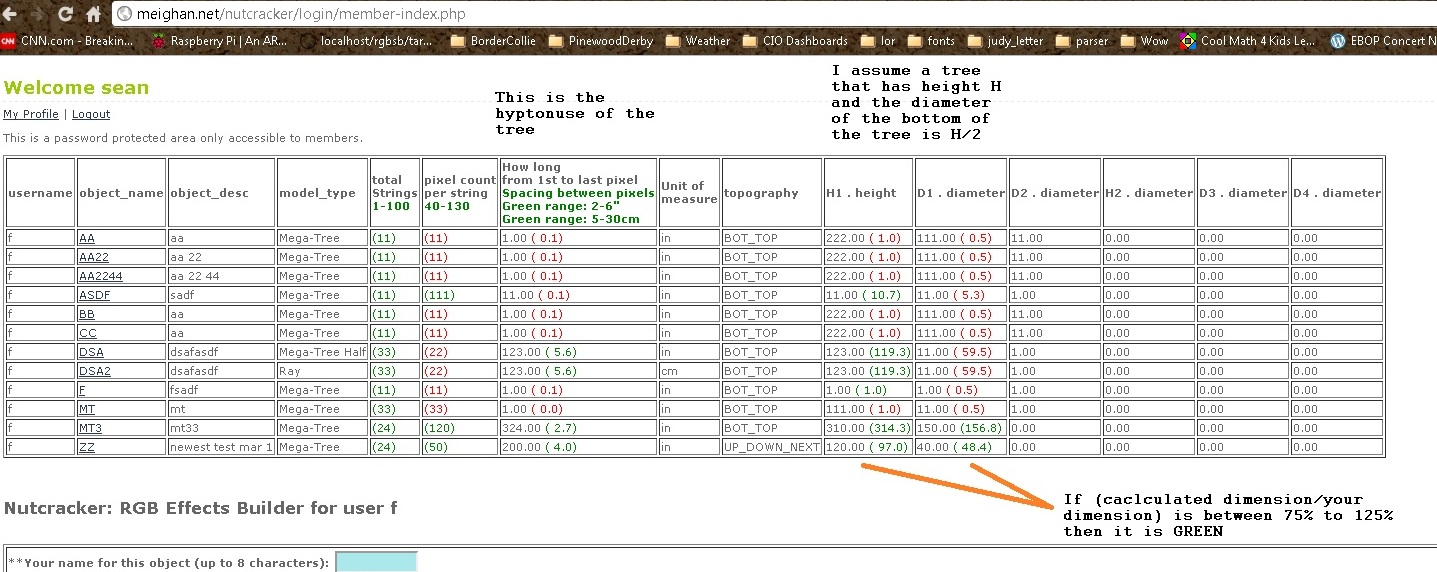 meighan.net/nutcracker/login/member-index.php
CNN.com - Breakin... Raspberry Pi | An AR... localhost/rgbsb/tar... BorderCollie PinewoodDerby Weather CIO Dashboards lor fonts judy_letter parser Wow Cool Math 4 Kids Le... EBOP Concert N
Welcome sean
My Profile | Logout
This is a password protected area only accessible to members.
This is the
hyptonuse of the
tree
I assume a tree
that has height H
and the diameter
of the bottom of
the tree is H/2
username object_name object_desc model_type total Strings 1-100 pixel count per string 40-130 How long from 1st to last pixel Spacing between pixels Green range: 2-6" Green range: 5-30cm Unit of measure topography H1 . height D1 . diameter D2 . diameter H2 . diameter D3 . diameter D4 . diameter
f AA aa Mega-Tree (11) (11) 1.00 ( 0.1) in BOT_TOP 222.00 ( 1.0) 111.00 ( 0.5) 11.00 0.00 0.00 0.00
f AA22 aa 22 Mega-Tree (11) (11) 1.00 ( 0.1) in BOT_TOP 222.00 ( 1.0) 111.00 ( 0.5) 11.00 0.00 0.00 0.00
f AA2244 aa 22 44 Mega-Tree (11) (11) 1.00 ( 0.1) in BOT_TOP 222.00 ( 1.0) 111.00 ( 0.5) 11.00 0.00 0.00 0.00
f ASDF sadf Mega-Tree (11) (111) 11.00 ( 0.1) in BOT_TOP 11.00 ( 10.7) 11.00 ( 5.3) 1.00 0.00 0.00 0.00
f BB aa Mega-Tree (11) (11) 1.00 ( 0.1) in BOT_TOP 222.00 ( 1.0) 111.00 ( 0.5) 11.00 0.00 0.00 0.00
f CC aa Mega-Tree (11) (11) 1.00 ( 0.1) in BOT_TOP 222.00 ( 1.0) 111.00 ( 0.5) 11.00 0.00 0.00 0.00
f DSA dsafasdf Mega-Tree Half (33) (22) 123.00 ( 5.6) in BOT_TOP 123.00 (119.3) 11.00 ( 59.5) 1.00 0.00 0.00 0.00
f DSA2 dsafasdf Ray (33) (22) 123.00 ( 5.6) cm BOT_TOP 123.00 (119.3) 11.00 ( 59.5) 1.00 0.00 0.00 0.00
f F fsadf Mega-Tree (11) (11) 1.00 ( 0.1) in BOT_TOP 1.00 ( 1.0) 1.00 ( 0.5) 1.00 0.00 0.00 0.00
f MT mt Mega-Tree (33) (33) 1.00 ( 0.0) in BOT_TOP 111.00 ( 1.0) 11.00 ( 0.5) 1.00 0.00 0.00 0.00
f MT3 mt33 Mega-Tree (24) (120) 324.00 ( 2.7) in BOT_TOP 310.00 (314.3) 150.00 (156.8) 0.00 0.00 0.00 0.00
f ZZ newest test mar 1 Mega-Tree (24) (50) 200.00 ( 4.0) in UP_DOWN_NEXT 120.00 ( 97.0) 40.00 ( 48.4) 0.00 0.00 0.00 0.00
If (caclculated dimension/your
dimension) is between 75% to 125%
then it is GREEN
Nutcracker: RGB Effects Builder for user f
**Your name for this object (up to 8 characters):